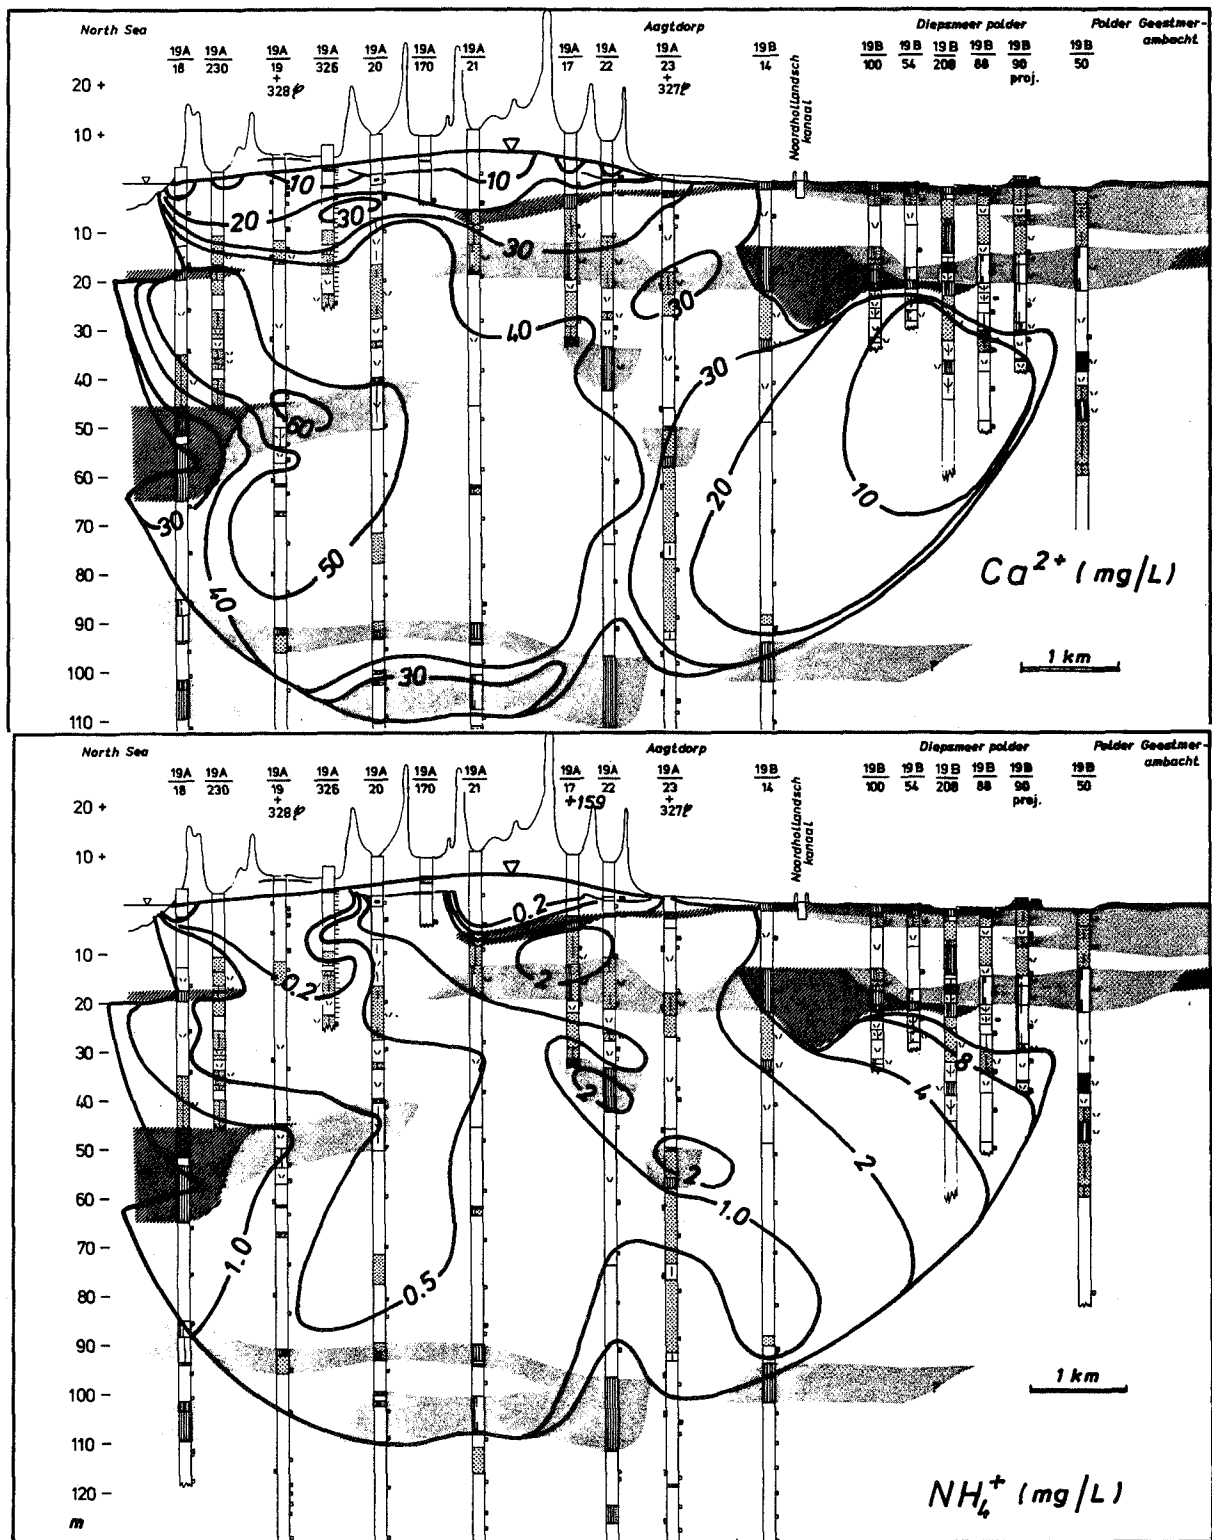 North Sea Aagtdorp Diepsmeer polder Polder Geestmer-
ambacht
19A 19A 19A 19A 19A 19A 19A 19A 19A 19A 19B 19B 19B 19B 19B 19B 19B
18 230 19 326 20 170 21 17 22 23 14 100 54 208 88 90 50
+ + proj.
328 327
Noordhollandsch
kanaal
20 +
10 +
10 -
20 -
30 -
40 -
50 -
60 -
70 -
80 -
90 -
100 -
110 -
10 10
20 30
30
30
40
30
60
20
10
30
50
40
30
Ca2+ (mg/L)
1 km
North Sea Aagtdorp Diepsmeer polder Polder Geestmer-
ambacht
19A 19A 19A 19A 19A 19A 19A 19A 19A 19A 19B 19B 19B 19B 19B 19B 19B
18 230 19 326 20 170 21 17 22 23 14 100 54 208 88 90 50
+ +159 + proj.
328 327
Noordhollandsch
kanaal
20 +
10 +
10 -
20 -
30 -
40 -
50 -
60 -
70 -
80 -
90 -
100 -
110 -
120 -
m
0.2
0.2
2
8
2
4
2
2
1.0
1.0
0.5
1 km
NH4+ (mg/L)